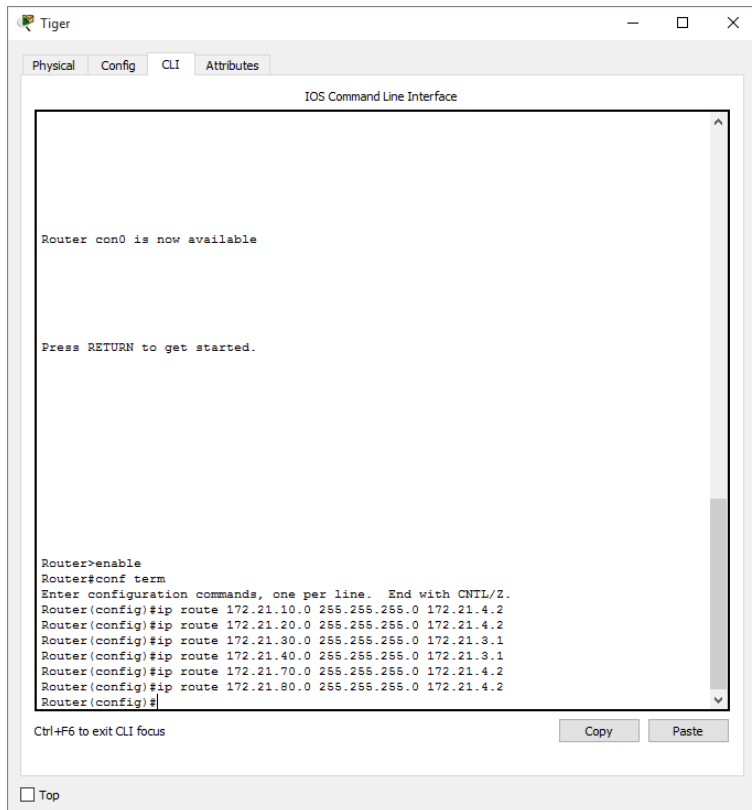 Tiger
Physical Config CLI Attributes
IOS Command Line Interface
Router con0 is now available
Press RETURN to get started.
Router>enable
Router#conf term
Enter configuration commands, one per line.  End with CNTL/Z.
Router(config)#ip route 172.21.10.0 255.255.255.0 172.21.4.2
Router(config)#ip route 172.21.20.0 255.255.255.0 172.21.4.2
Router(config)#ip route 172.21.30.0 255.255.255.0 172.21.3.1
Router(config)#ip route 172.21.40.0 255.255.255.0 172.21.3.1
Router(config)#ip route 172.21.70.0 255.255.255.0 172.21.4.2
Router(config)#ip route 172.21.80.0 255.255.255.0 172.21.4.2
Router(config)#
Ctrl+F6 to exit CLI focus Copy Paste
Top